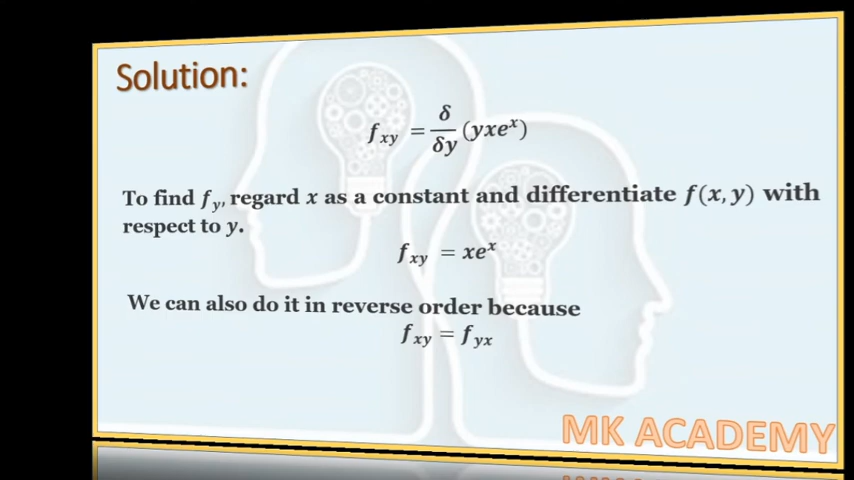 Solution:
f_xy = δ/δy (yxe^x)
To find f_y, regard x as a constant and differentiate f(x, y) with
respect to y.
f_xy = xe^x
We can also do it in reverse order because
f_xy = f_yx
MK ACADEMY